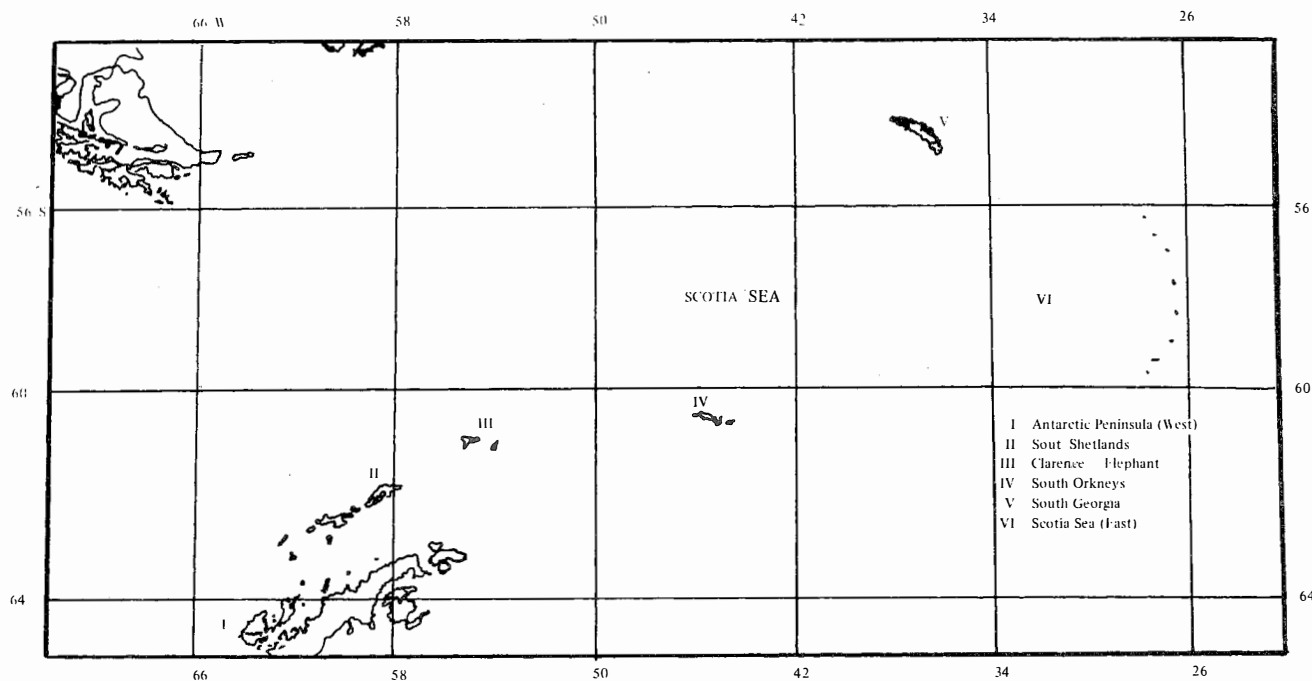 66 W 58 50 42 34 26
V
56 S 56
SCOTIA SEA VI
60 60
IV
III
I Antarctic Peninsula (West)
II Sout Shetlands
III Clarence Elephant
IV South Orkneys
V South Georgia
VI Scotia Sea (East)
II
64 64
I
66 58 50 42 34 26